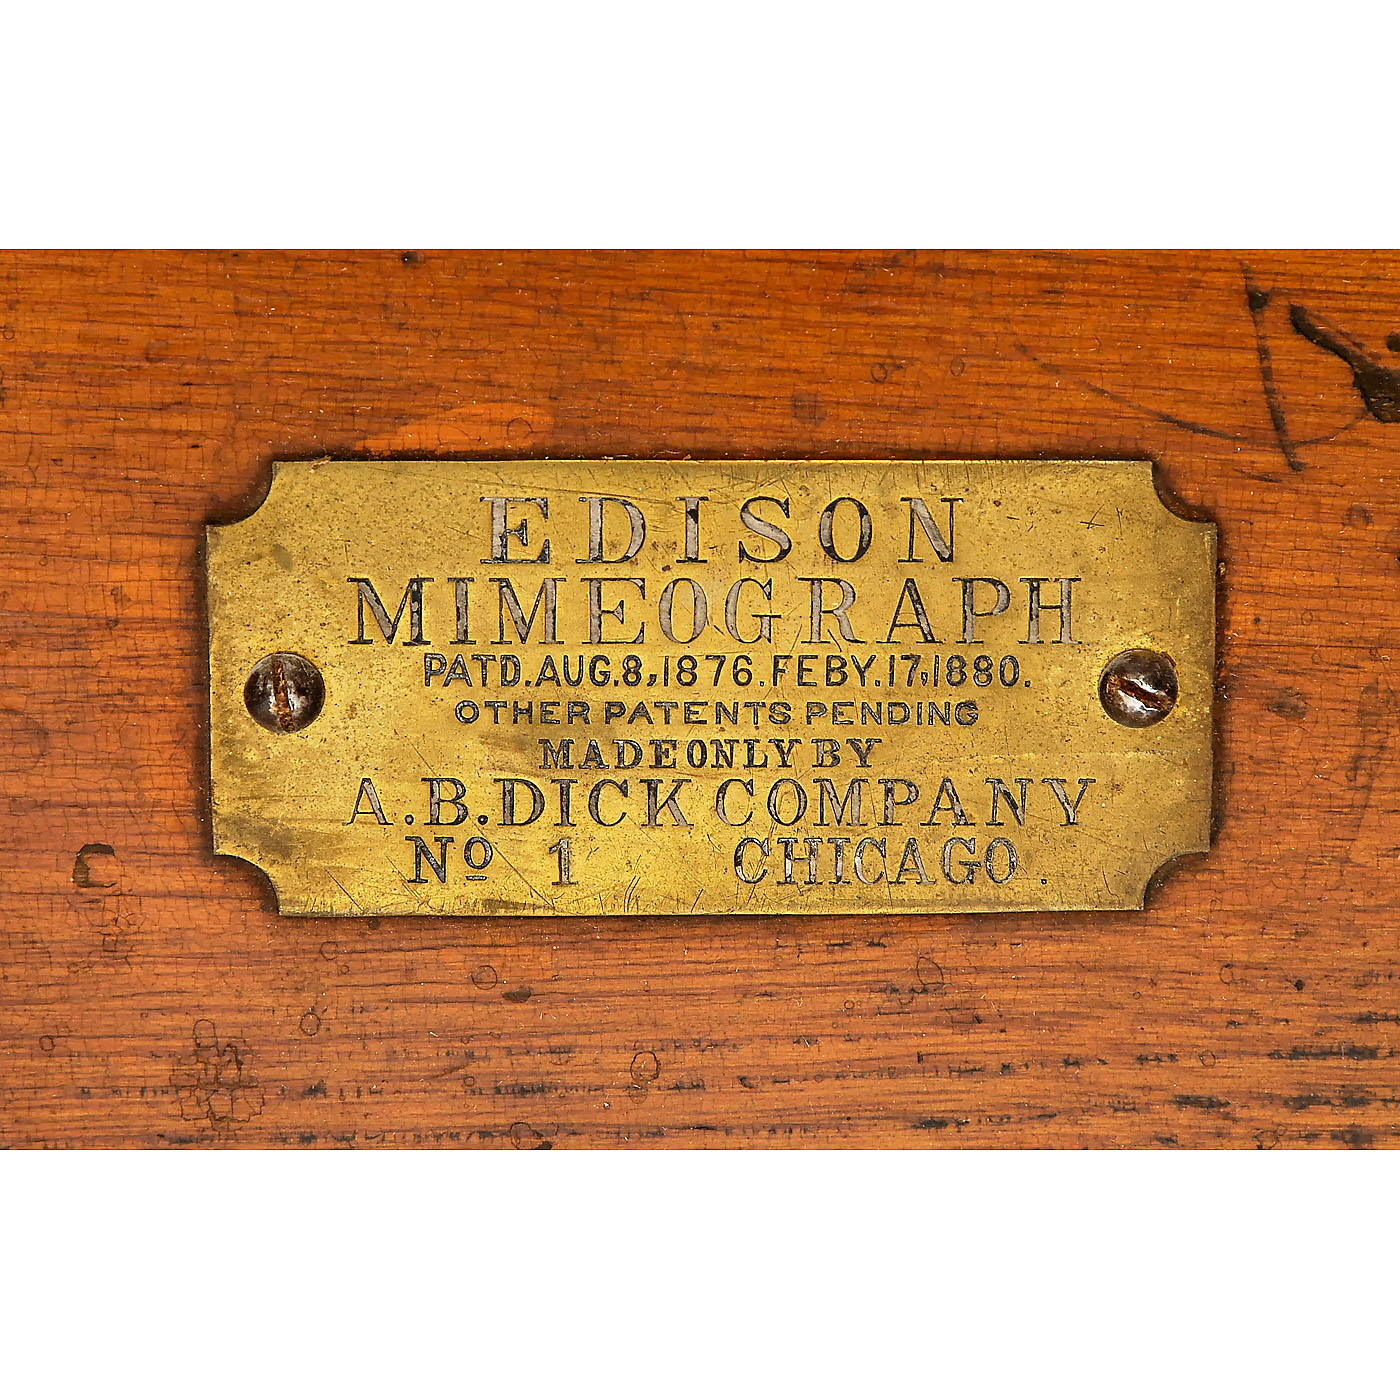 EDISON
MIMEOGRAPH
PATD. AUG. 8, 1876. FEBY. 17, 1880.
OTHER PATENTS PENDING
MADE ONLY BY
A. B. DICK COMPANY
No 1 CHICAGO.